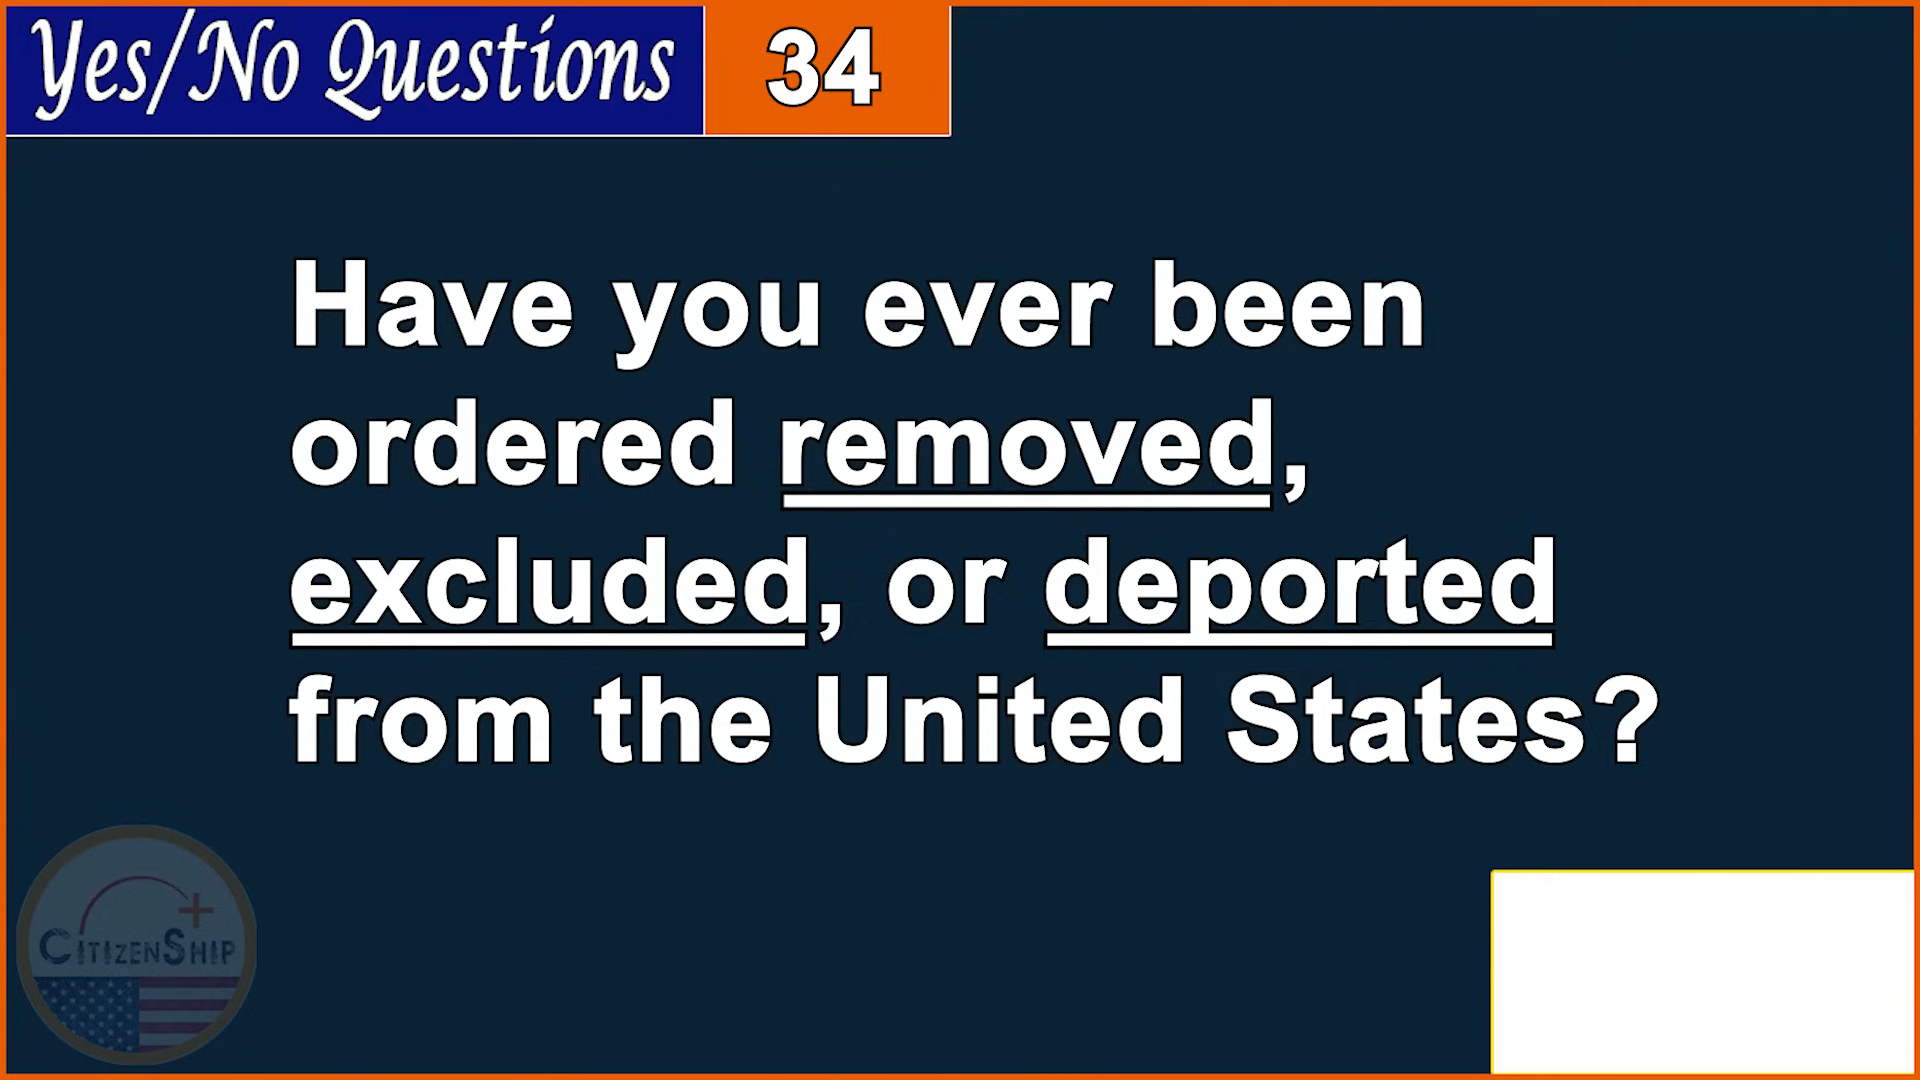 Yes/No Questions
34
Have you ever been
ordered removed,
excluded, or deported
from the United States?
CITIZENSHIP